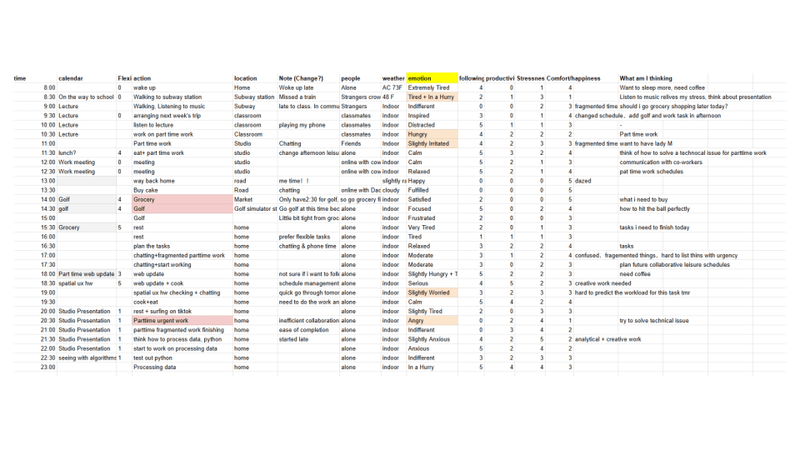 time calendar Flexi action location Note (Change?) people weather emotion following productivi Stressnes Comfort/happiness What am I thinking
8:00 wake up Home Woke up late Alone AC 73F Extremely Tired 4 0 1 4 Want to sleep more, need coffee
8:30 On the way to school 0 Walking to subway station Subway station Missed a train Strangers crow 48 F Tired + In a Hurry 2 1 3 1 Listen to music relives my stress, think about presentation
9:00 Lecture Walking, Listening to music Subway late to class. In commu Strangers Indoor Indifferent 0 0 2 3 fragmented time should i go grocery shopping later today?
9:30 Lecture 0 arranging next week's trip classroom classmates Indoor Inspired 3 0 1 4 changed schedule. add golf and work task in afternoon
10:00 Lecture listen to lecture classroom playing my phone classmates Indoor Distracted 5 1 1 3 -
10:30 Lecture work on part time work Classroom classmates Indoor Hungry 4 2 2 2 Part time work
11:00 Part time work Studio Chatting Friends Indoor Slightly Irritated 4 2 3 3 fragmented time want to have lady M
11:30 lunch? 4 eat+ part time work studio change afternoon leisu alone Indoor Calm 5 3 2 4 think of how to solve a technocal issue for parttime work
12:00 Work meeting 0 meeting studio online with cow indoor Calm 5 2 1 3 communication with co-workers
12:30 Work meeting 0 meeting studio online with cow indoor Relaxed 5 2 1 4 pat time work schedules
13:00 way back home road me time！！ slightly ra Happy 0 0 0 5 dazed
13:30 Buy cake Road chatting online with Dac cloudy Fulfilled 0 0 0 5
14:00 Golf 4 Grocery Market Only have2:30 for golf, so go grocery fi indoor Satisfied 2 0 0 5 what i need to buy
14:30 golf 4 Golf Golf simulator st Go golf at this time bec alone indoor Focused 5 0 2 4 how to hit the ball perfectly
15:00 Golf Little bit light from groc alone indoor Frustrated 2 0 0 3
15:30 Grocery 5 rest home alone indoor Very Tired 2 0 1 3 tasks i need to finish today
16:00 rest home prefer flexible tasks alone indoor Tired 1 1 1 3
16:30 plan the tasks home chatting & phone time alone indoor Relaxed 3 2 2 4 tasks
17:00 chatting+fragmented parttime work home alone indoor Moderate 3 1 2 4 confused. fragmented things. hard to list thins with urgency
17:30 chatting+start working home alone indoor Moderate 3 0 2 3 plan future collaborative leisure schedules
18:00 Part time web update 3 web update home not sure if i want to folk alone indoor Slightly Hungry + T 5 2 2 3 need coffee
18:30 spatial ux hw 5 web update + cook home schedule management alone indoor Serious 4 5 2 3 creative work needed
19:00 spatial ux hw checking + chatting home quick go through tomor alone indoor Slightly Worried 3 2 3 3 hard to predict the workload for this task tmr
19:30 cook+eat home need to do the work an alone indoor Calm 5 4 2 4
20:00 Studio Presentation 1 rest + surfing on tiktok home alone indoor Slightly Tired 2 0 3 3
20:30 Studio Presentation 1 Parttime urgent work home inefficient collaboration alone indoor Angry 0 2 4 1 try to solve technical issue
21:00 Studio Presentation 1 parttime fragmented work finishing home ease of completion alone indoor Indifferent 0 3 4 2
21:30 Studio Presentation 1 think how to process data, python home started late alone indoor Slightly Anxious 4 2 5 2 analytical + creative work
22:00 Studio Presentation 1 start to work on processing data home alone indoor Anxious 5 2 4 2
22:30 seeing with algorithms 1 test out python home alone indoor Indifferent 3 2 3 3
23:00 Processing data home alone indoor In a Hurry 5 4 4 3